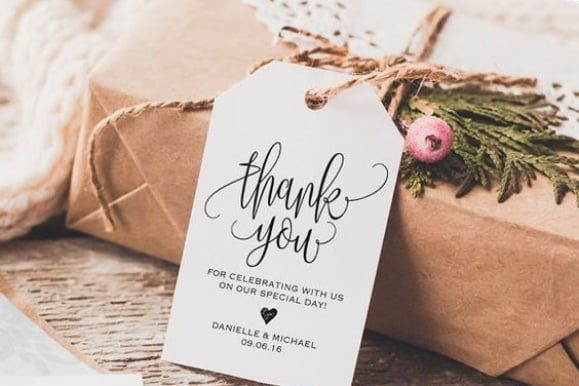 thank
you
FOR CELEBRATING WITH US
ON OUR SPECIAL DAY!
DANIELLE & MICHAEL
09.06.16